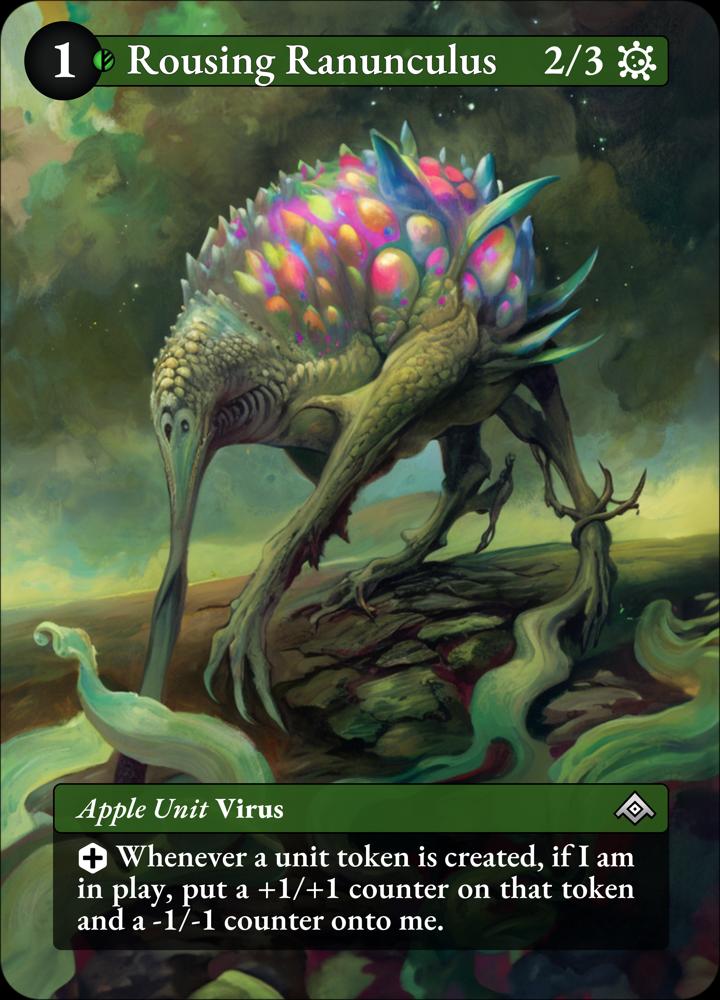 1 Rousing Ranunculus 2/3
Apple Unit Virus
Whenever a unit token is created, if I am
in play, put a +1/+1 counter on that token
and a -1/-1 counter onto me.